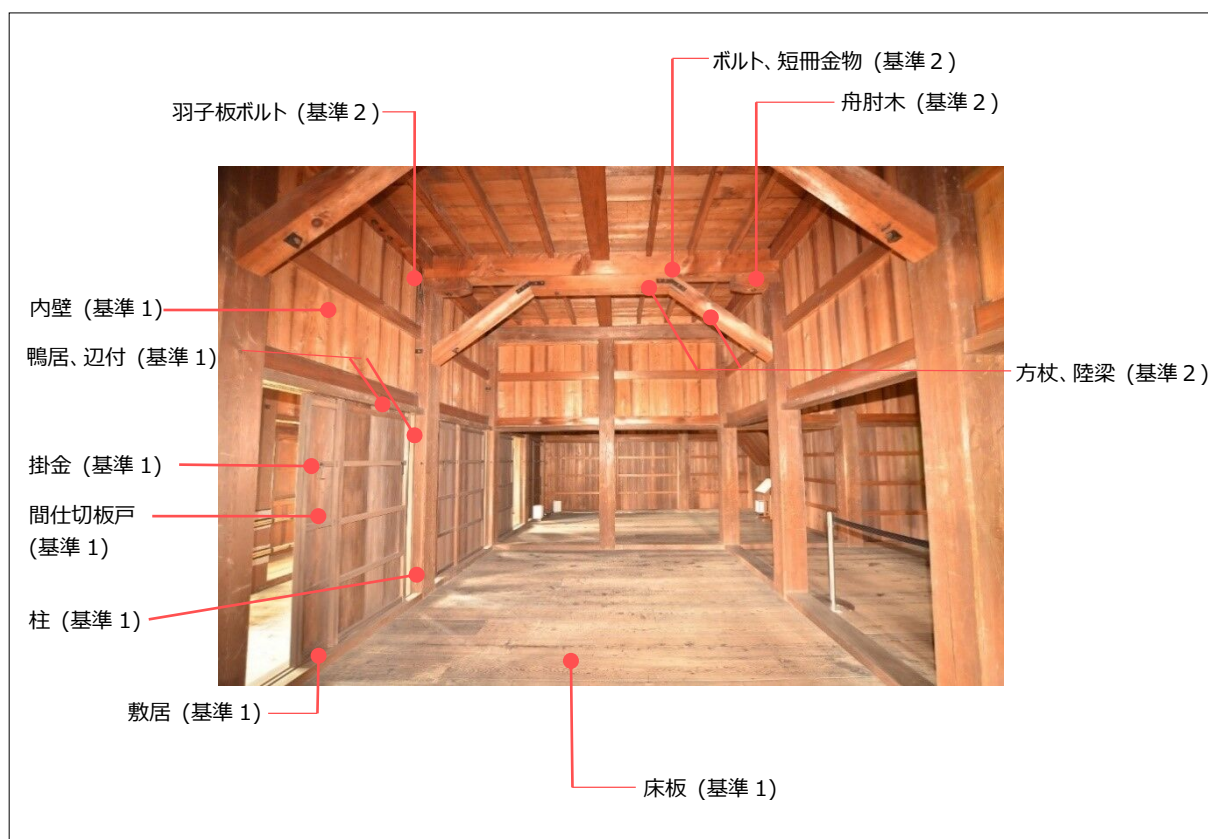 ボルト、短冊金物 (基準２)
舟肘木 (基準２)
羽子板ボルト (基準２)
内壁 (基準１)
鴨居、辺付 (基準１)
方杖、陸梁 (基準２)
掛金 (基準１)
間仕切板戸
(基準１)
柱 (基準１)
敷居 (基準１)
床板 (基準１)